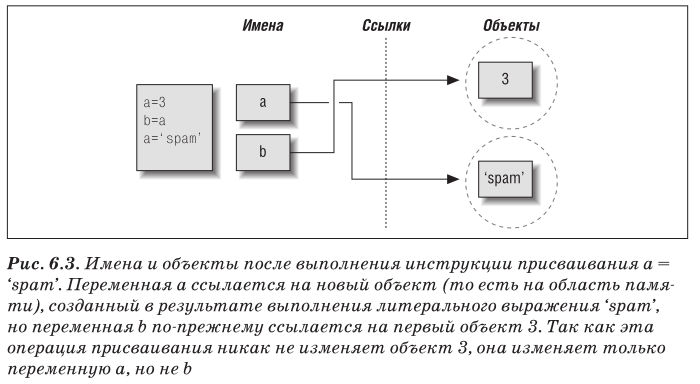 Имена Ссылки Объекты
a=3
b=a
a=‘spam’
a
b
3
‘spam’
Рис. 6.3. Имена и объекты после выполнения инструкции присваивания a =
‘spam’. Переменная a ссылается на новый объект (то есть на область памя-
ти), созданный в результате выполнения литерального выражения ‘spam’,
но переменная b по-прежнему ссылается на первый объект 3. Так как эта
операция присваивания никак не изменяет объект 3, она изменяет только
переменную a, но не b